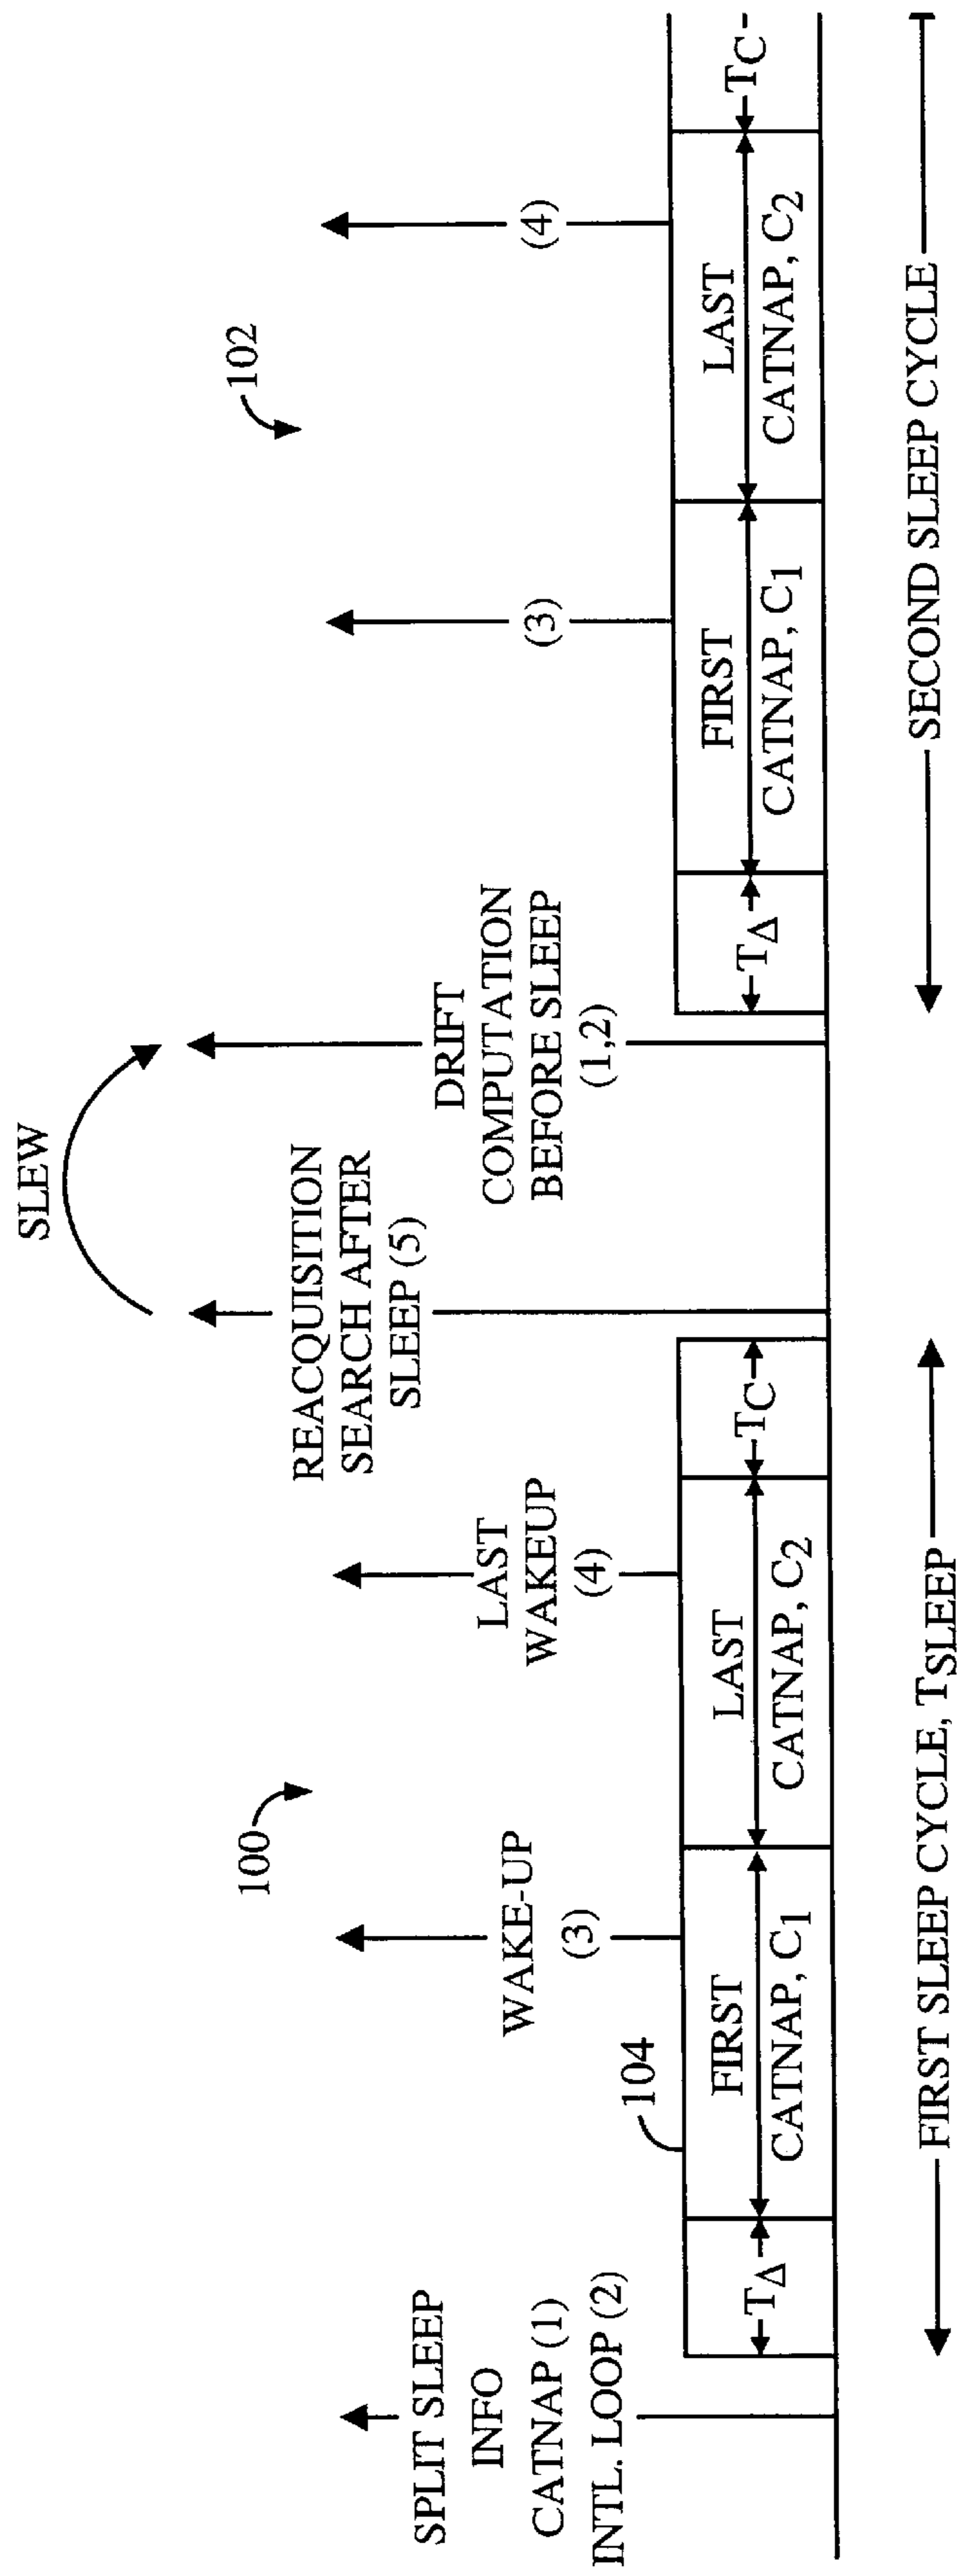 SLEW
100
102
SPLIT SLEEP
INFO
CATNAP (1)
INTL. LOOP (2)
104
WAKE-UP
(3)
LAST
WAKEUP
(4)
REACQUISITION
SEARCH AFTER
SLEEP (5)
DRIFT
COMPUTATION
BEFORE SLEEP
(1,2)
(3)
(4)
TΔ
FIRST
CATNAP, C1
LAST
CATNAP, C2
TC
TΔ
FIRST
CATNAP, C1
LAST
CATNAP, C2
TC
FIRST SLEEP CYCLE, TSLEEP
SECOND SLEEP CYCLE